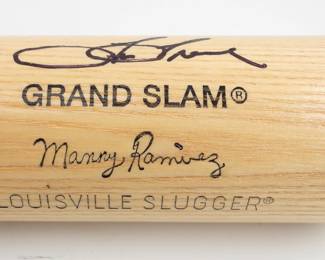 GRAND SLAM®
Manny Ramirez
LOUISVILLE SLUGGER®